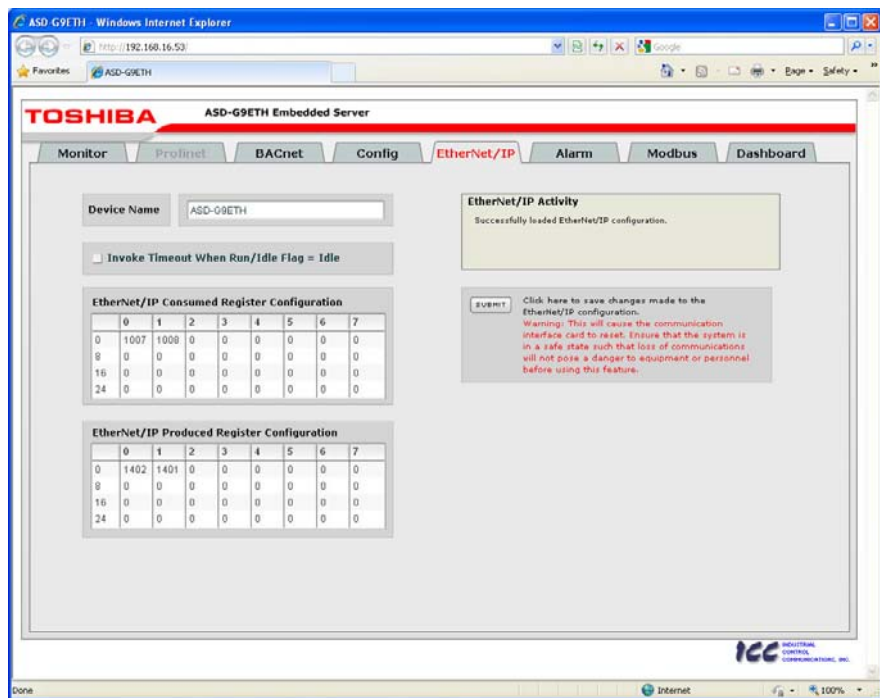 ASD-G9ETH - Windows Internet Explorer
http://192.168.16.53/
Google
Favorites
ASD-G9ETH
Page
Safety
TOSHIBA
ASD-G9ETH Embedded Server
Monitor
Profinet
BACnet
Config
EtherNet/IP
Alarm
Modbus
Dashboard
Device Name
ASD-G9ETH
Invoke Timeout When Run/Idle Flag = Idle
EtherNet/IP Consumed Register Configuration
0 1 2 3 4 5 6 7
0 1007 1008 0 0 0 0 0 0
8 0 0 0 0 0 0 0 0
16 0 0 0 0 0 0 0 0
24 0 0 0 0 0 0 0 0
EtherNet/IP Produced Register Configuration
0 1 2 3 4 5 6 7
0 1402 1401 0 0 0 0 0 0
8 0 0 0 0 0 0 0 0
16 0 0 0 0 0 0 0 0
24 0 0 0 0 0 0 0 0
EtherNet/IP Activity
Successfully loaded EtherNet/IP configuration.
SUBMIT
Click here to save changes made to the
EtherNet/IP configuration.
Warning: This will cause the communication
interface card to reset. Ensure that the system is
in a safe state such that loss of communications
will not pose a danger to equipment or personnel
before using this feature.
ICC
INDUSTRIAL
CONTROL
COMMUNICATIONS, INC.
Done
Internet
100%